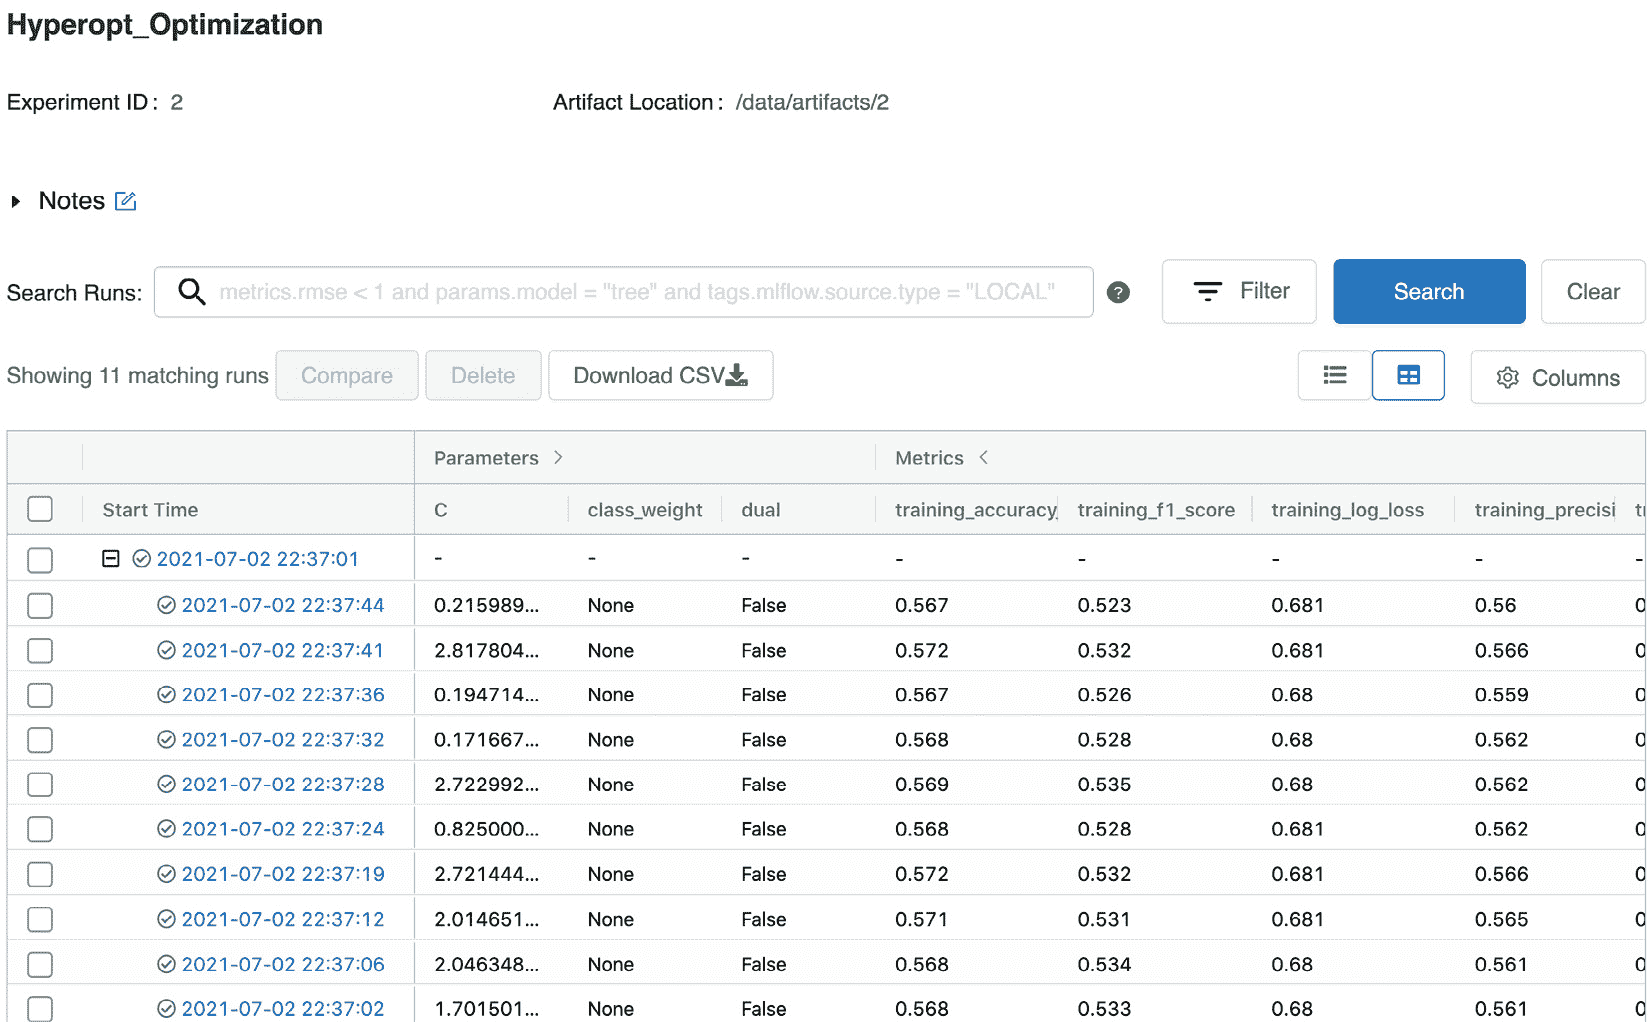 Hyperopt_Optimization
Experiment ID: 2 Artifact Location: /data/artifacts/2
Notes
Search Runs: metrics.rmse < 1 and params.model = "tree" and tags.mlflow.source.type = "LOCAL" ? Filter Search Clear
Showing 11 matching runs Compare Delete Download CSV Columns
Parameters > Metrics <
Start Time C class_weight dual training_accuracy training_f1_score training_log_loss training_precisi
2021-07-02 22:37:01 - - - - - - - -
2021-07-02 22:37:44 0.215989... None False 0.567 0.523 0.681 0.56 0
2021-07-02 22:37:41 2.817804... None False 0.572 0.532 0.681 0.566 0
2021-07-02 22:37:36 0.194714... None False 0.567 0.526 0.68 0.559 0
2021-07-02 22:37:32 0.171667... None False 0.568 0.528 0.68 0.562 0
2021-07-02 22:37:28 2.722992... None False 0.569 0.535 0.68 0.562 0
2021-07-02 22:37:24 0.825000... None False 0.568 0.528 0.681 0.562 0
2021-07-02 22:37:19 2.721444... None False 0.572 0.532 0.681 0.566 0
2021-07-02 22:37:12 2.014651... None False 0.571 0.531 0.681 0.565 0
2021-07-02 22:37:06 2.046348... None False 0.568 0.534 0.68 0.561 0
2021-07-02 22:37:02 1.701501... None False 0.568 0.533 0.68 0.561 0